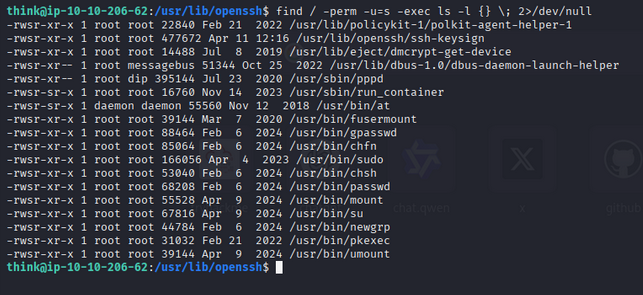 think@ip-10-10-206-62:/usr/lib/openssh$ find / -perm -u=s -exec ls -l {} \; 2>/dev/null
-rwsr-xr-x 1 root root 22840 Feb 21  2022 /usr/lib/policykit-1/polkit-agent-helper-1
-rwsr-xr-x 1 root root 477672 Apr 11 12:16 /usr/lib/openssh/ssh-keysign
-rwsr-xr-x 1 root root 14488 Jul  8  2019 /usr/lib/eject/dmcrypt-get-device
-rwsr-xr-- 1 root messagebus 51344 Oct 25  2022 /usr/lib/dbus-1.0/dbus-daemon-launch-helper
-rwsr-xr-- 1 root dip 395144 Jul 23  2020 /usr/sbin/pppd
-rwsr-sr-x 1 root root 16760 Nov 14  2023 /usr/sbin/run_container
-rwsr-sr-x 1 daemon daemon 55560 Nov 12  2018 /usr/bin/at
-rwsr-xr-x 1 root root 39144 Mar  7  2020 /usr/bin/fusermount
-rwsr-xr-x 1 root root 88464 Feb  6  2024 /usr/bin/gpasswd
-rwsr-xr-x 1 root root 85064 Feb  6  2024 /usr/bin/chfn
-rwsr-xr-x 1 root root 166056 Apr  4  2023 /usr/bin/sudo
-rwsr-xr-x 1 root root 53040 Feb  6  2024 /usr/bin/chsh
-rwsr-xr-x 1 root root 68208 Feb  6  2024 /usr/bin/passwd
-rwsr-xr-x 1 root root 55528 Apr  9  2024 /usr/bin/mount
-rwsr-xr-x 1 root root 67816 Apr  9  2024 /usr/bin/su
-rwsr-xr-x 1 root root 44784 Feb  6  2024 /usr/bin/newgrp
-rwsr-xr-x 1 root root 31032 Feb 21  2022 /usr/bin/pkexec
-rwsr-xr-x 1 root root 39144 Apr  9  2024 /usr/bin/umount
think@ip-10-10-206-62:/usr/lib/openssh$
chat.qwen
x
github